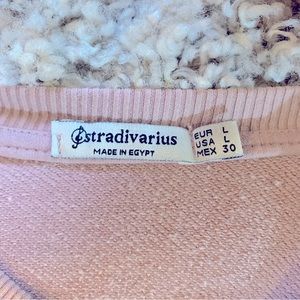 stradivarius
MADE IN EGYPT
EUR L
USA L
MEX 30